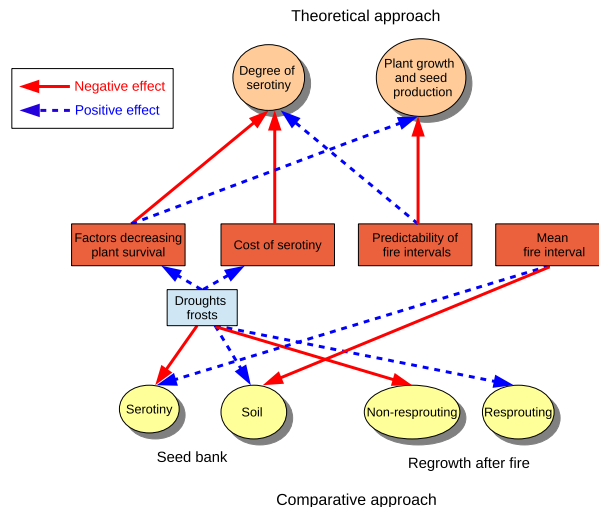 Theoretical approach
Negative effect
Positive effect
Degree of
serotiny
Plant growth
and seed
production
Factors decreasing
plant survival
Cost of serotiny
Predictability of
fire intervals
Mean
fire interval
Droughts
frosts
Serotiny
Soil
Non-resprouting
Resprouting
Seed bank
Regrowth after fire
Comparative approach